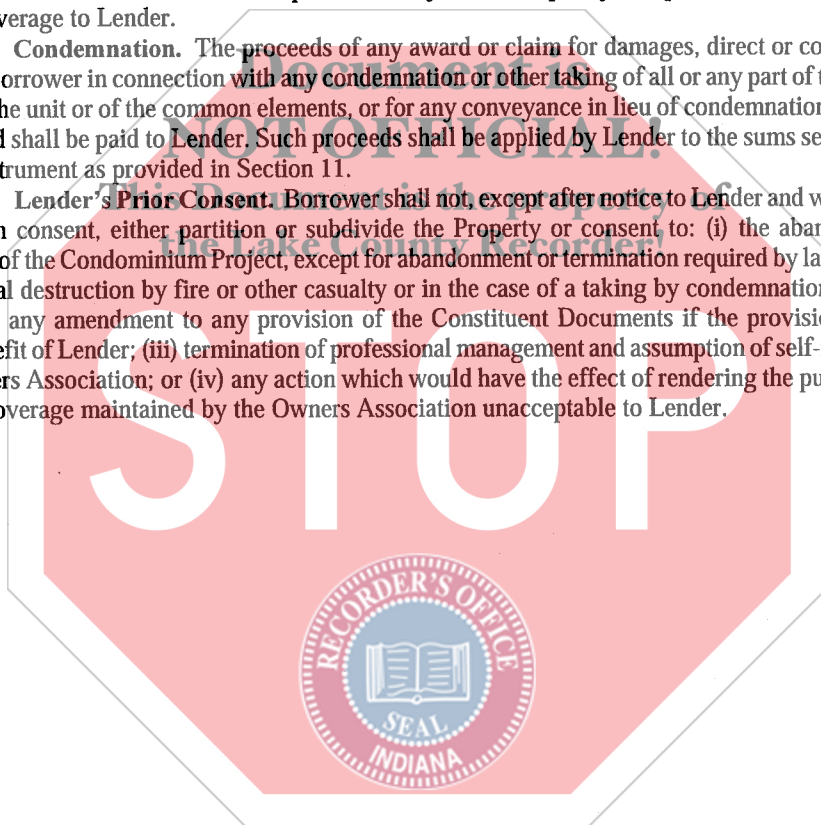 verage to Lender.
Condemnation. The proceeds of any award or claim for damages, direct or co
orrower in connection with any condemnation or other taking of all or any part of t
he unit or of the common elements, or for any conveyance in lieu of condemnation
d shall be paid to Lender. Such proceeds shall be applied by Lender to the sums se
trument as provided in Section 11.
Lender's Prior Consent. Borrower shall not, except after notice to Lender and w
n consent, either partition or subdivide the Property or consent to: (i) the aban
of the Condominium Project, except for abandonment or termination required by la
al destruction by fire or other casualty or in the case of a taking by condemnation
any amendment to any provision of the Constituent Documents if the provisi
efit of Lender; (iii) termination of professional management and assumption of self-
rs Association; or (iv) any action which would have the effect of rendering the pu
overage maintained by the Owners Association unacceptable to Lender.
Document is
NOT OFFICIAL!
This Document is the property of
the Lake County Recorder!
STOP
RECORDER'S OFFICE
SEAL
INDIANA